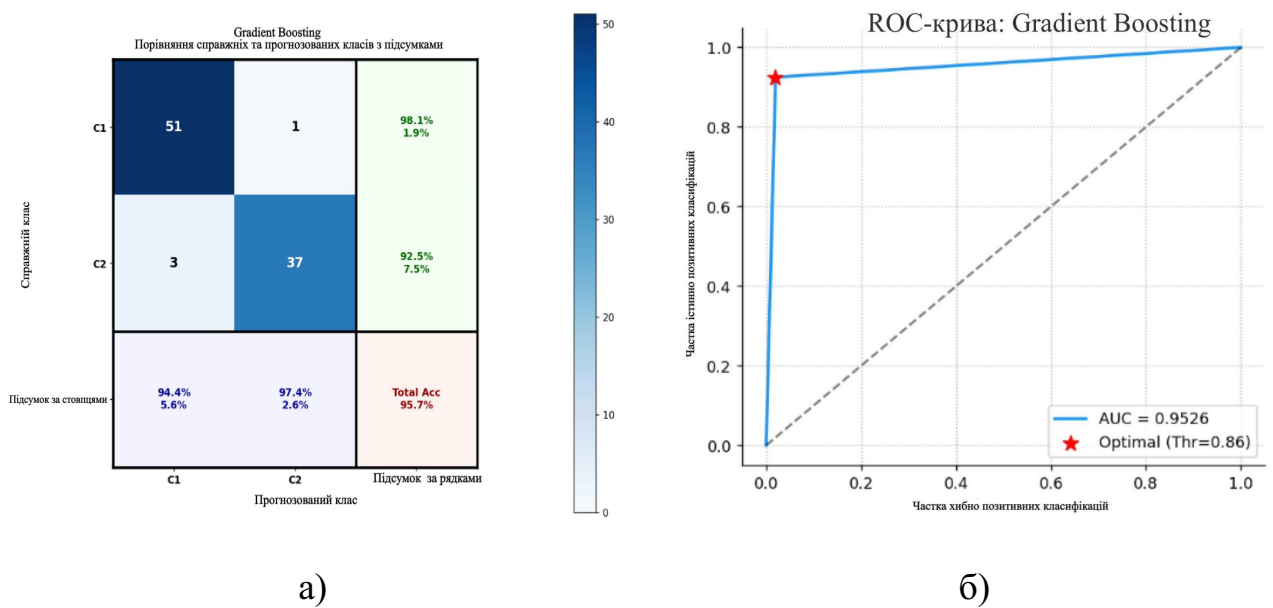 Gradient Boosting
Порівняння справжніх та прогнозованих класів з підсумками
C1
51
1
98.1%
1.9%
Справжній клас
C2
3
37
92.5%
7.5%
Підсумок за стовпцями
94.4%
5.6%
97.4%
2.6%
Total Acc
95.7%
C1
C2
Підсумок за рядками
Прогнозований клас
50
40
30
20
10
0
а)
ROC-крива: Gradient Boosting
1.0
0.8
0.6
0.4
0.2
0.0
Частка істинно позитивних класифікацій
AUC = 0.9526
Optimal (Thr=0.86)
0.0
0.2
0.4
0.6
0.8
1.0
Частка хибно позитивних класифікацій
б)